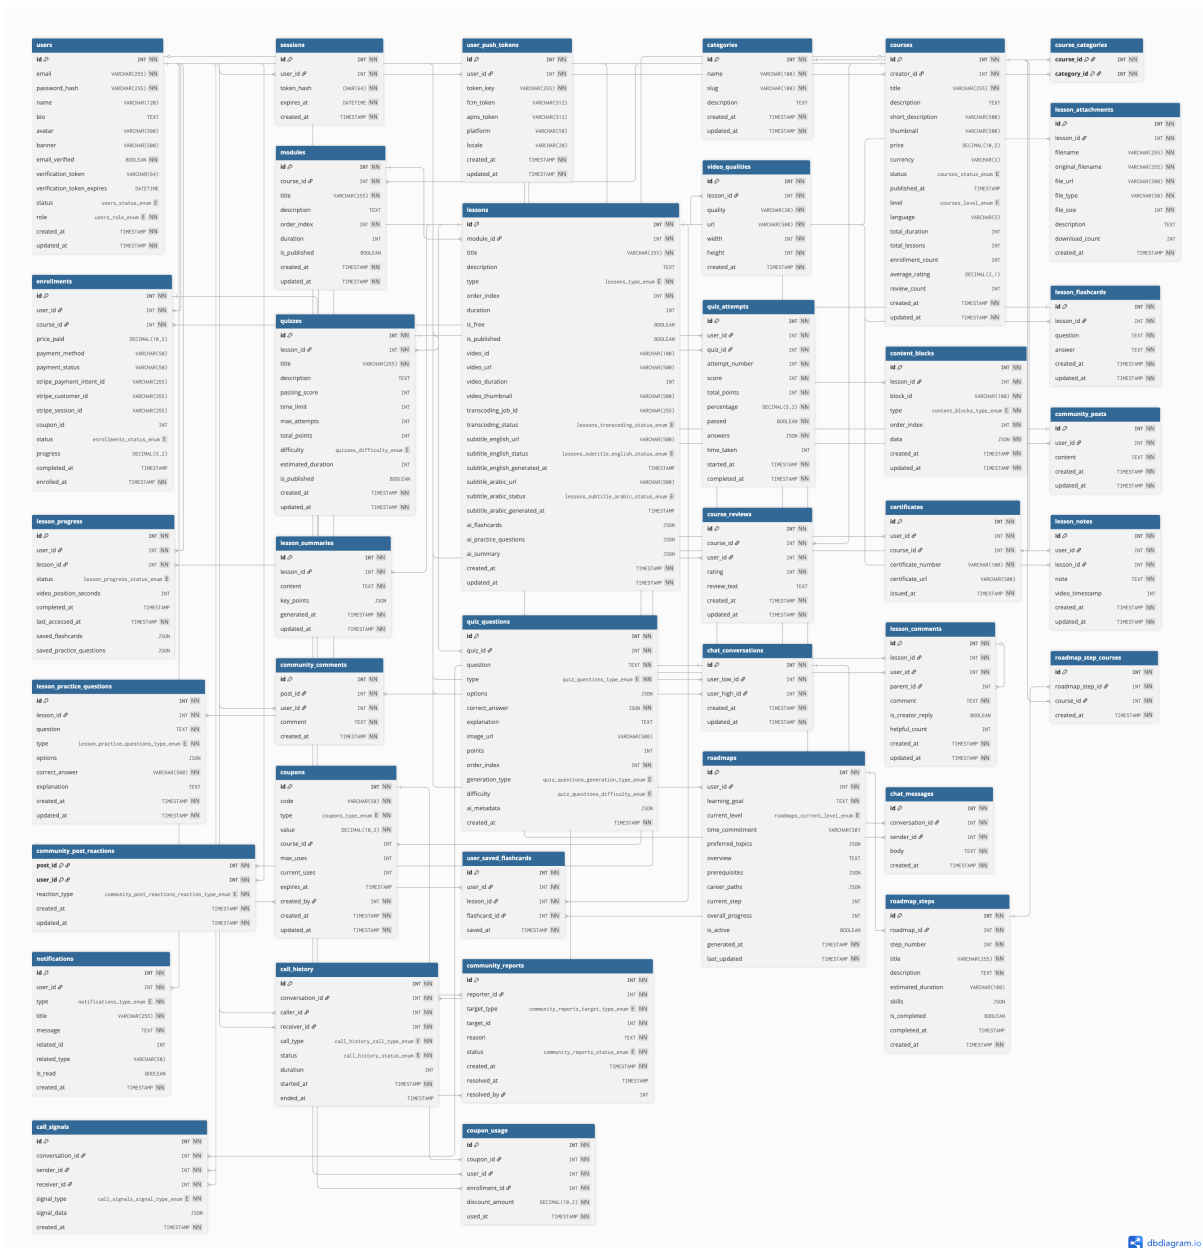 users
id INT NN
email VARCHAR(255) NN
password_hash VARCHAR(255) NN
name VARCHAR(120)
bio TEXT
avatar VARCHAR(500)
banner VARCHAR(500)
email_verified BOOLEAN NN
verification_token VARCHAR(64)
verification_token_expires DATETIME
status users_status_enum E
role users_role_enum E NN
created_at TIMESTAMP NN
updated_at TIMESTAMP NN
enrollments
id INT NN
user_id INT NN
course_id INT NN
price_paid DECIMAL(10,2)
payment_method VARCHAR(50)
payment_status VARCHAR(50)
stripe_payment_intent_id VARCHAR(255)
stripe_customer_id VARCHAR(255)
stripe_session_id VARCHAR(255)
coupon_id INT
status enrollments_status_enum E
progress DECIMAL(5,2)
completed_at TIMESTAMP
enrolled_at TIMESTAMP NN
lesson_progress
id INT NN
user_id INT NN
lesson_id INT NN
status lesson_progress_status_enum E
video_position_seconds INT
completed_at TIMESTAMP
last_accessed_at TIMESTAMP
saved_flashcards JSON
saved_practice_questions JSON
lesson_practice_questions
id INT NN
lesson_id INT NN
question TEXT NN
type lesson_practice_questions_type_enum E NN
options JSON
correct_answer VARCHAR(500) NN
explanation TEXT
created_at TIMESTAMP NN
updated_at TIMESTAMP NN
community_post_reactions
post_id INT NN
user_id INT NN
reaction_type community_post_reactions_reaction_type_enum E NN
created_at TIMESTAMP NN
updated_at TIMESTAMP NN
notifications
id INT NN
user_id INT NN
type notifications_type_enum E NN
title VARCHAR(255) NN
message TEXT NN
related_id INT
related_type VARCHAR(50)
is_read BOOLEAN
created_at TIMESTAMP NN
call_signals
id INT NN
conversation_id INT NN
sender_id INT NN
receiver_id INT NN
signal_type call_signals_signal_type_enum E NN
signal_data JSON
created_at TIMESTAMP NN
sessions
id INT NN
user_id INT NN
token_hash CHAR(64) NN
expires_at DATETIME NN
created_at TIMESTAMP NN
modules
id INT NN
course_id INT NN
title VARCHAR(255) NN
description TEXT
order_index INT NN
duration INT
is_published BOOLEAN
created_at TIMESTAMP NN
updated_at TIMESTAMP NN
quizzes
id INT NN
lesson_id INT NN
title VARCHAR(255) NN
description TEXT
passing_score INT
time_limit INT
max_attempts INT
total_points INT
difficulty quizzes_difficulty_enum E
estimated_duration INT
is_published BOOLEAN
created_at TIMESTAMP NN
updated_at TIMESTAMP NN
lesson_summaries
id INT NN
lesson_id INT NN
content TEXT NN
key_points JSON
generated_at TIMESTAMP NN
updated_at TIMESTAMP NN
community_comments
id INT NN
post_id INT NN
user_id INT NN
comment TEXT NN
created_at TIMESTAMP NN
coupons
id INT NN
code VARCHAR(50) NN
type coupons_type_enum E NN
value DECIMAL(10,2) NN
course_id INT
max_uses INT
current_uses INT
expires_at TIMESTAMP
created_by INT NN
created_at TIMESTAMP NN
updated_at TIMESTAMP NN
call_history
id INT NN
conversation_id INT NN
caller_id INT NN
receiver_id INT NN
call_type call_history_call_type_enum E NN
status call_history_status_enum E NN
duration INT
started_at TIMESTAMP NN
ended_at TIMESTAMP
user_push_tokens
id INT NN
user_id INT NN
token_key VARCHAR(255) NN
fcm_token VARCHAR(512)
apns_token VARCHAR(512)
platform VARCHAR(50)
locale VARCHAR(20)
created_at TIMESTAMP NN
updated_at TIMESTAMP NN
lessons
id INT NN
module_id INT NN
title VARCHAR(255) NN
description TEXT
type lessons_type_enum E NN
order_index INT NN
duration INT
is_free BOOLEAN
is_published BOOLEAN
video_id VARCHAR(100)
video_url VARCHAR(500)
video_duration INT
video_thumbnail VARCHAR(500)
transcoding_job_id VARCHAR(255)
transcoding_status lessons_transcoding_status_enum E
subtitle_english_url VARCHAR(500)
subtitle_english_status lessons_subtitle_english_status_enum E
subtitle_english_generated_at TIMESTAMP
subtitle_arabic_url VARCHAR(500)
subtitle_arabic_status lessons_subtitle_arabic_status_enum E
subtitle_arabic_generated_at TIMESTAMP
ai_flashcards JSON
ai_practice_questions JSON
ai_summary JSON
created_at TIMESTAMP NN
updated_at TIMESTAMP NN
quiz_questions
id INT NN
quiz_id INT NN
question TEXT NN
type quiz_questions_type_enum E NN
options JSON
correct_answer JSON NN
explanation TEXT
image_url VARCHAR(500)
points INT
order_index INT NN
generation_type quiz_questions_generation_type_enum E
difficulty quiz_questions_difficulty_enum E
ai_metadata JSON
created_at TIMESTAMP NN
user_saved_flashcards
id INT NN
user_id INT NN
lesson_id INT NN
flashcard_id INT NN
saved_at TIMESTAMP NN
community_reports
id INT NN
reporter_id INT NN
target_type community_reports_target_type_enum E NN
target_id INT NN
reason TEXT NN
status community_reports_status_enum E NN
created_at TIMESTAMP NN
resolved_at TIMESTAMP
resolved_by INT
coupon_usage
id INT NN
coupon_id INT NN
user_id INT NN
enrollment_id INT NN
discount_amount DECIMAL(10,2) NN
used_at TIMESTAMP NN
categories
id INT NN
name VARCHAR(100) NN
slug VARCHAR(100) NN
description TEXT
created_at TIMESTAMP NN
updated_at TIMESTAMP NN
video_qualities
id INT NN
lesson_id INT NN
quality VARCHAR(20) NN
url VARCHAR(500) NN
width INT
height INT
created_at TIMESTAMP NN
quiz_attempts
id INT NN
user_id INT NN
quiz_id INT NN
attempt_number INT NN
score INT NN
total_points INT NN
percentage DECIMAL(5,2) NN
passed BOOLEAN NN
answers JSON NN
time_taken INT
started_at TIMESTAMP NN
completed_at TIMESTAMP NN
course_reviews
id INT NN
course_id INT NN
user_id INT NN
rating INT NN
review_text TEXT
created_at TIMESTAMP NN
updated_at TIMESTAMP NN
chat_conversations
id INT NN
user_low_id INT NN
user_high_id INT NN
created_at TIMESTAMP NN
updated_at TIMESTAMP NN
roadmaps
id INT NN
user_id INT NN
learning_goal TEXT NN
current_level roadmaps_current_level_enum E
time_commitment VARCHAR(50)
preferred_topics JSON
overview TEXT
prerequisites JSON
career_paths JSON
current_step INT
overall_progress INT
is_active BOOLEAN
generated_at TIMESTAMP NN
last_updated TIMESTAMP NN
courses
id INT NN
creator_id INT NN
title VARCHAR(255) NN
description TEXT
short_description VARCHAR(500)
thumbnail VARCHAR(500)
price DECIMAL(10,2)
currency VARCHAR(3)
status courses_status_enum E
published_at TIMESTAMP
level courses_level_enum E
language VARCHAR(5)
total_duration INT
total_lessons INT
enrollment_count INT
average_rating DECIMAL(2,1)
review_count INT
created_at TIMESTAMP NN
updated_at TIMESTAMP NN
content_blocks
id INT NN
lesson_id INT NN
block_id VARCHAR(100) NN
type content_blocks_type_enum E NN
order_index INT NN
data JSON NN
created_at TIMESTAMP NN
updated_at TIMESTAMP NN
certificates
id INT NN
user_id INT NN
course_id INT NN
certificate_number VARCHAR(100) NN
certificate_url VARCHAR(500)
issued_at TIMESTAMP NN
lesson_comments
id INT NN
lesson_id INT NN
user_id INT NN
parent_id INT
comment TEXT NN
is_creator_reply BOOLEAN
helpful_count INT
created_at TIMESTAMP NN
updated_at TIMESTAMP NN
chat_messages
id INT NN
conversation_id INT NN
sender_id INT NN
body TEXT NN
created_at TIMESTAMP NN
roadmap_steps
id INT NN
roadmap_id INT NN
step_number INT NN
title VARCHAR(255) NN
description TEXT NN
estimated_duration VARCHAR(100)
skills JSON
is_completed BOOLEAN
completed_at TIMESTAMP
created_at TIMESTAMP NN
course_categories
course_id INT NN
category_id INT NN
lesson_attachments
id INT NN
lesson_id INT NN
filename VARCHAR(255) NN
original_filename VARCHAR(255) NN
file_url VARCHAR(500) NN
file_type VARCHAR(50) NN
file_size INT NN
description TEXT
download_count INT
created_at TIMESTAMP NN
lesson_flashcards
id INT NN
lesson_id INT NN
question TEXT NN
answer TEXT NN
created_at TIMESTAMP NN
updated_at TIMESTAMP NN
community_posts
id INT NN
user_id INT NN
content TEXT NN
created_at TIMESTAMP NN
updated_at TIMESTAMP NN
lesson_notes
id INT NN
user_id INT NN
lesson_id INT NN
note TEXT NN
video_timestamp INT
created_at TIMESTAMP NN
updated_at TIMESTAMP NN
roadmap_step_courses
id INT NN
roadmap_step_id INT NN
course_id INT NN
created_at TIMESTAMP NN
dbdiagram.io